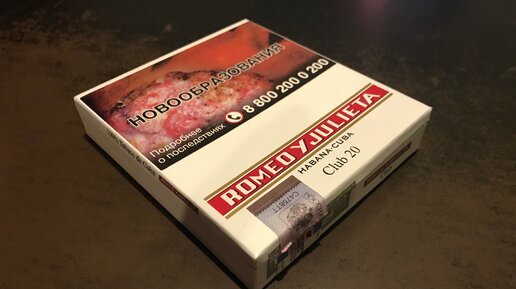 НОВООБРАЗОВАНИЯ
Подробнее
о последствиях
8 800 200 0 200
ROMEO Y JULIETA
HABANA·CUBA
Club 20